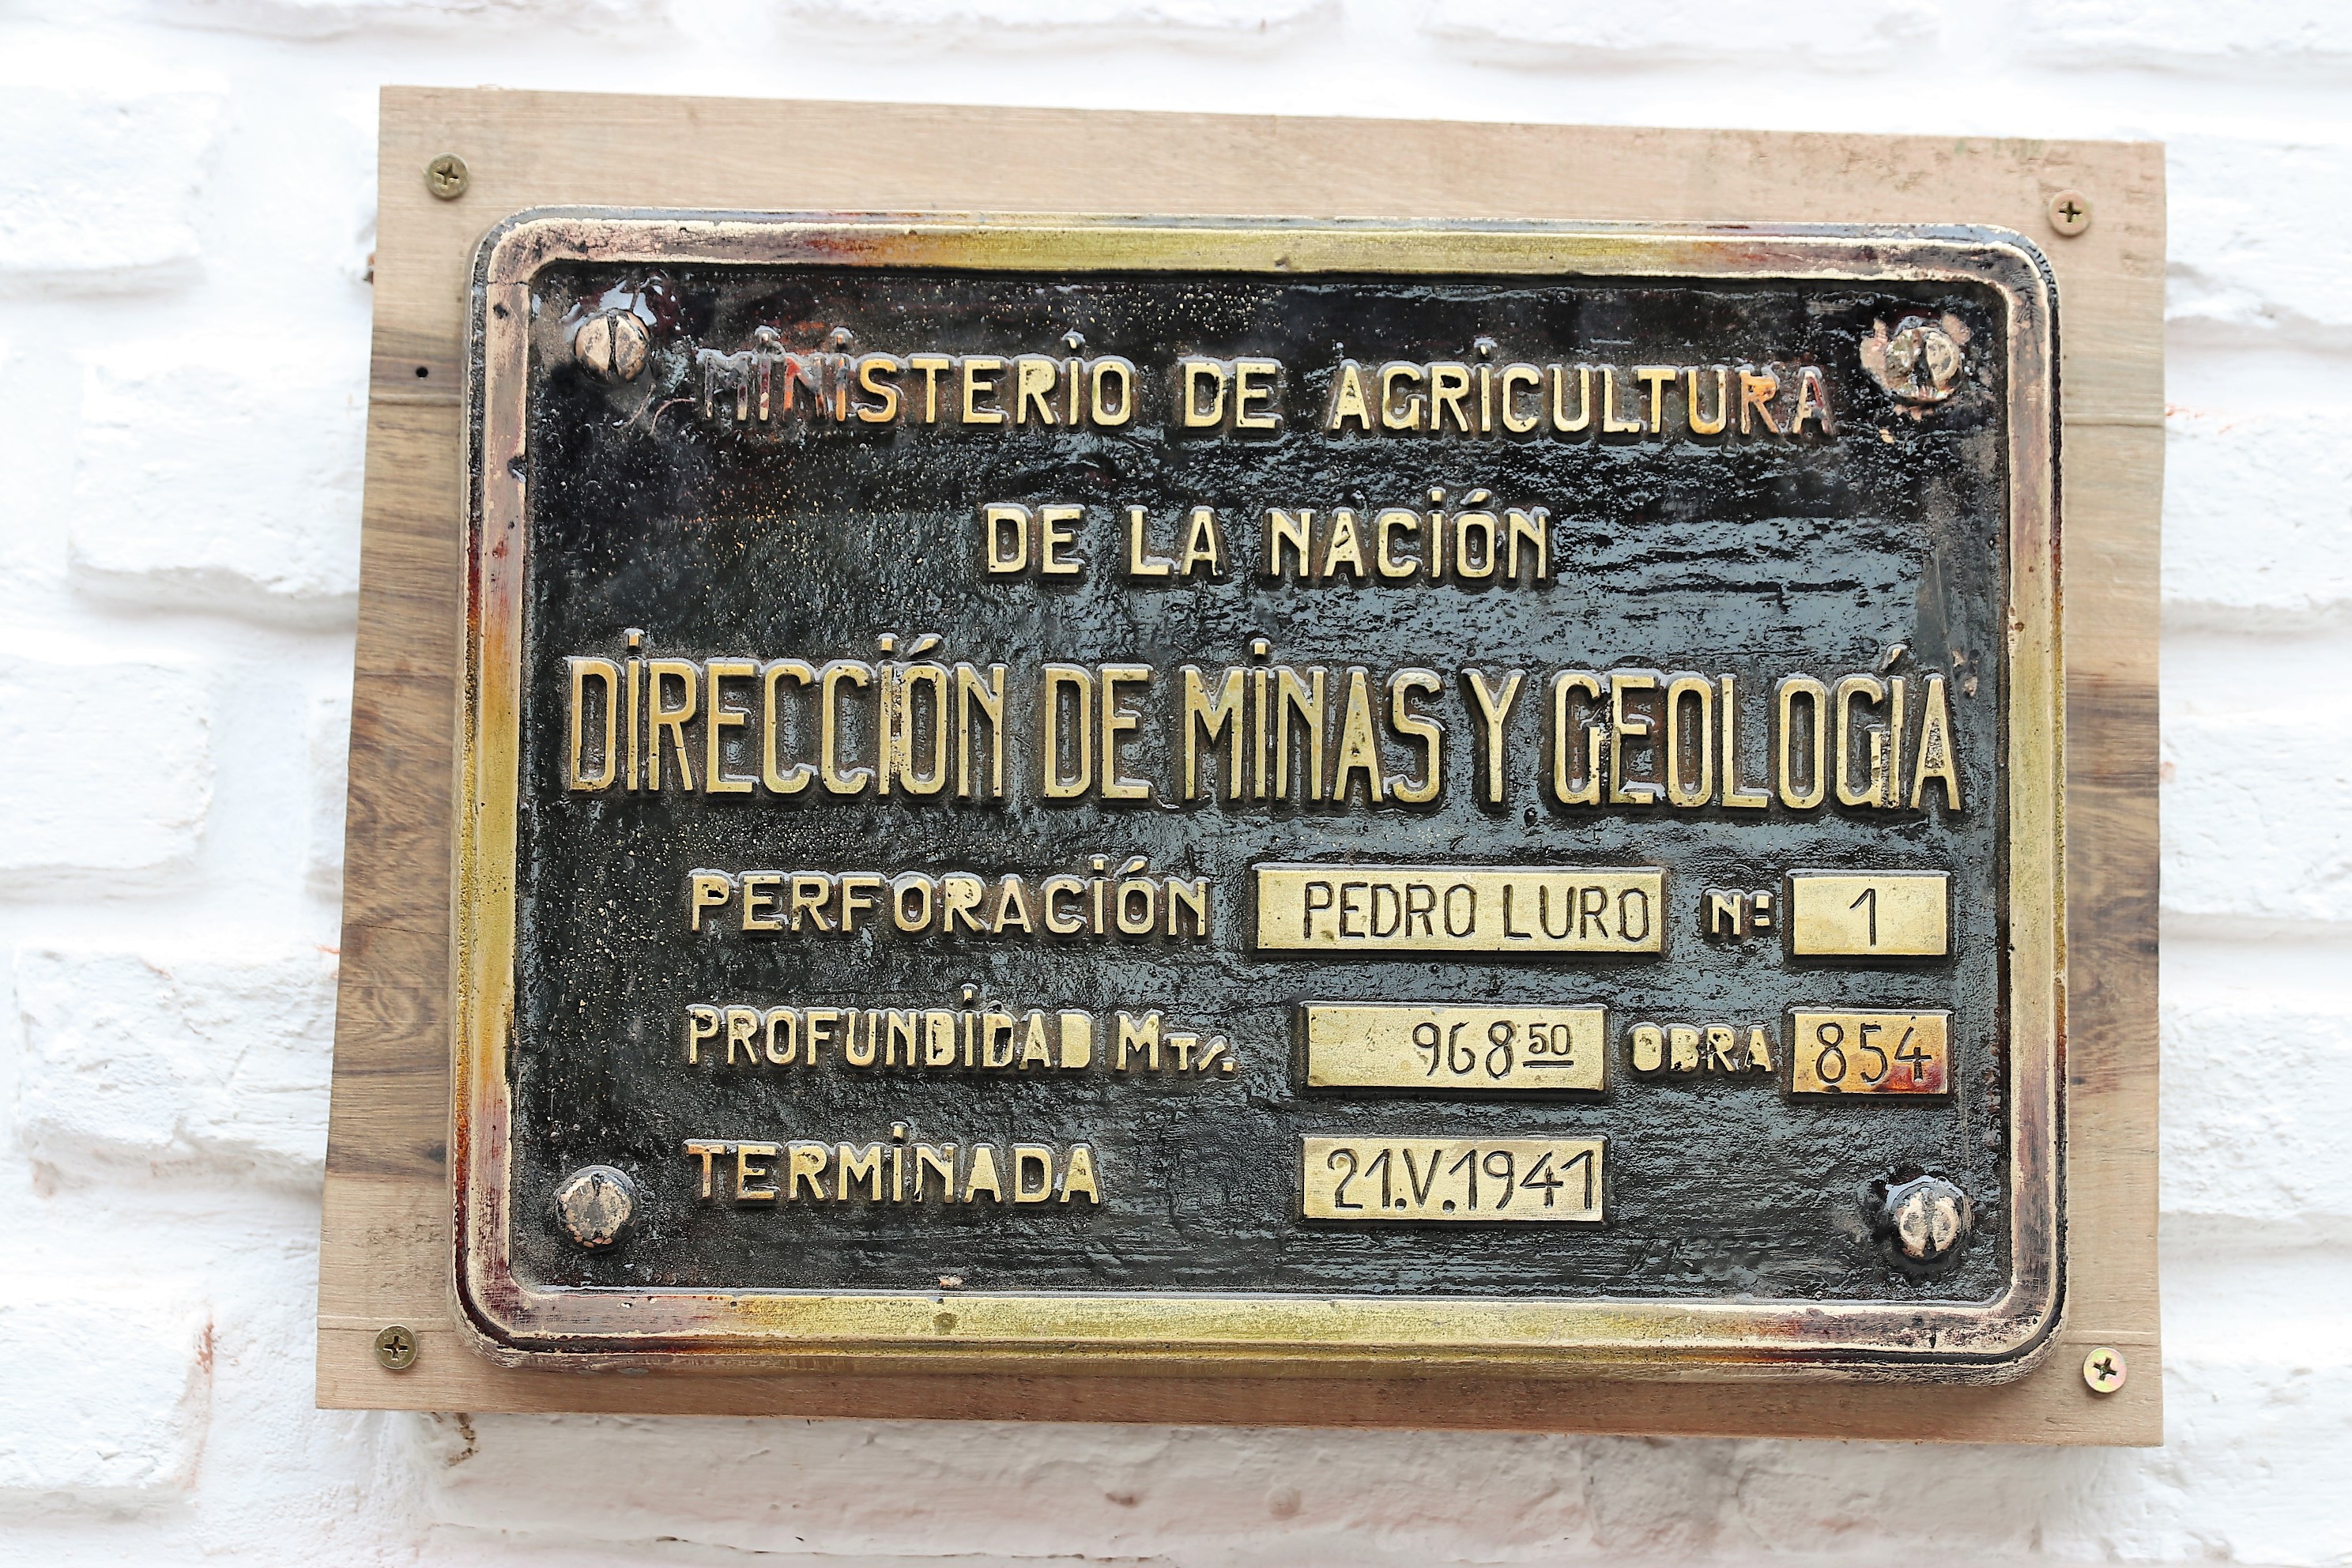 MINISTERIO DE AGRICULTURA
DE LA NACIÓN
DIRECCIÓN DE MINAS Y GEOLOGÍA
PERFORACIÓN PEDRO LURO Nº: 1
PROFUNDIDAD MTS. 968 50 OBRA 854
TERMINADA 21.V.1941